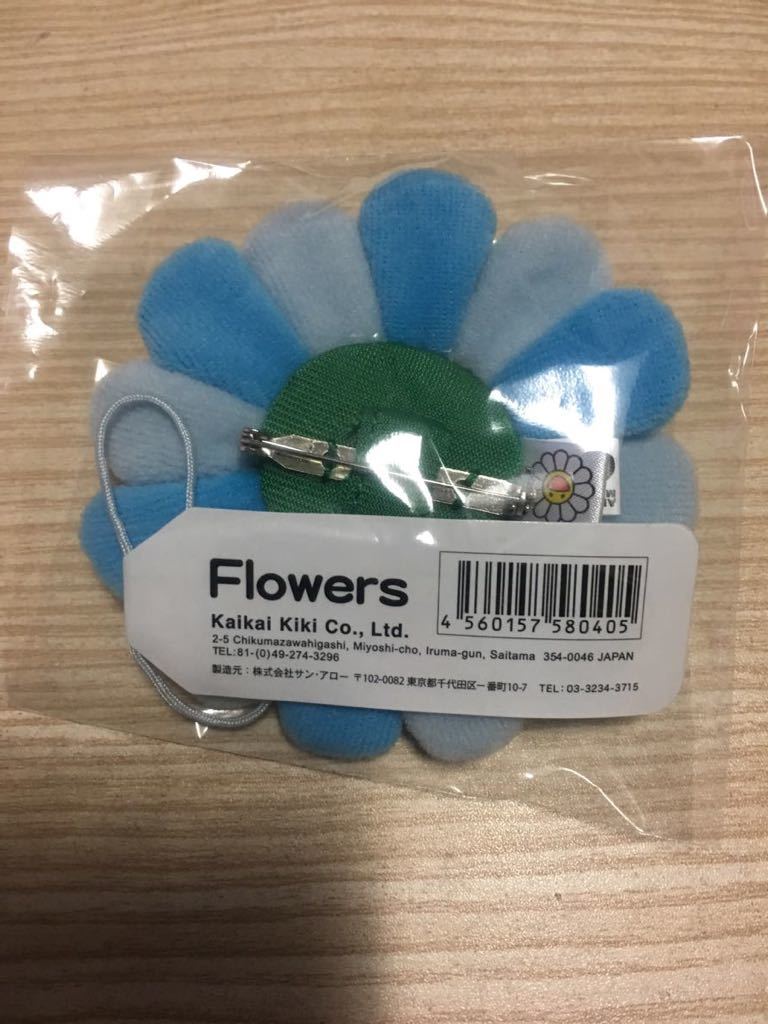 Flowers
Kaikai Kiki Co., Ltd.
2-5 Chikumazawahigashi, Miyoshi-cho, Iruma-gun, Saitama 354-0046 JAPAN
TEL:81-(0)49-274-3296
製造元：株式会社サン・アロー 〒102-0082 東京都千代田区一番町10-7 TEL：03-3234-3715
4 560157 580405